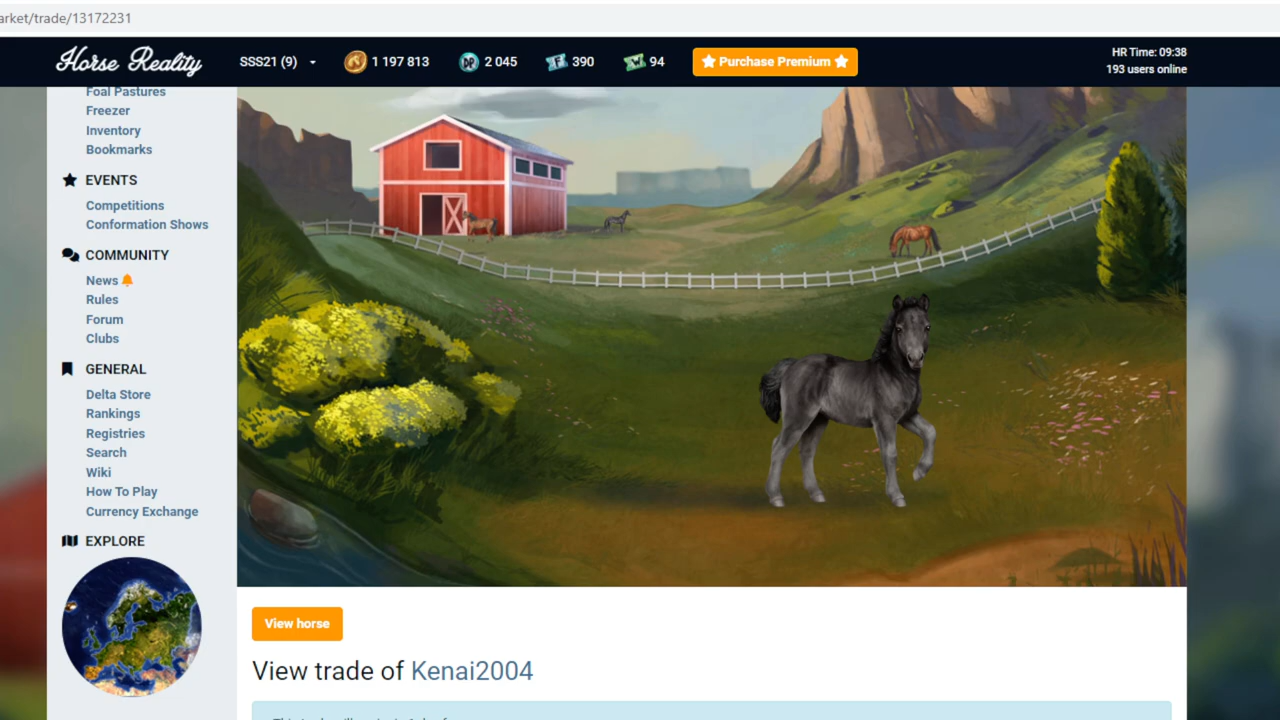 arket/trade/13172231
Horse Reality
SSS21 (9)
1 197 813
DP
2 045
390
94
Purchase Premium
HR Time: 09:38
193 users online
Foal Pastures
Freezer
Inventory
Bookmarks
EVENTS
Competitions
Conformation Shows
COMMUNITY
News
Rules
Forum
Clubs
GENERAL
Delta Store
Rankings
Registries
Search
Wiki
How To Play
Currency Exchange
EXPLORE
View horse
View trade of Kenai2004